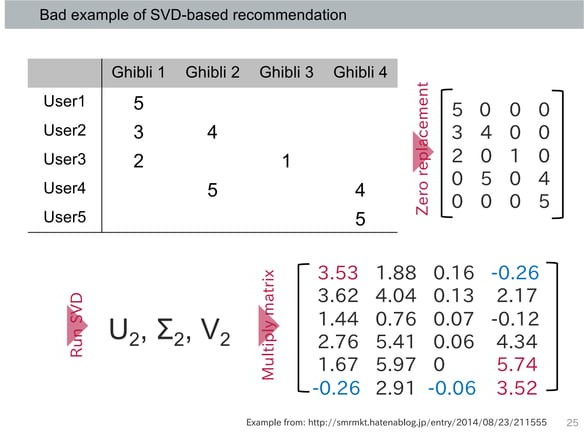 Bad example of SVD-based recommendation
Ghibli 1 Ghibli 2 Ghibli 3 Ghibli 4
User1 5
User2 3 4
User3 2 1
User4 5 4
User5 5
Zero replacement
5 0 0 0
3 4 0 0
2 0 1 0
0 5 0 4
0 0 0 5
Run SVD
U2, Σ2, V2
Multiply matrix
3.53 1.88 0.16 -0.26
3.62 4.04 0.13 2.17
1.44 0.76 0.07 -0.12
2.76 5.41 0.06 4.34
1.67 5.97 0 5.74
-0.26 2.91 -0.06 3.52
Example from: http://smrmkt.hatenablog.jp/entry/2014/08/23/211555
25